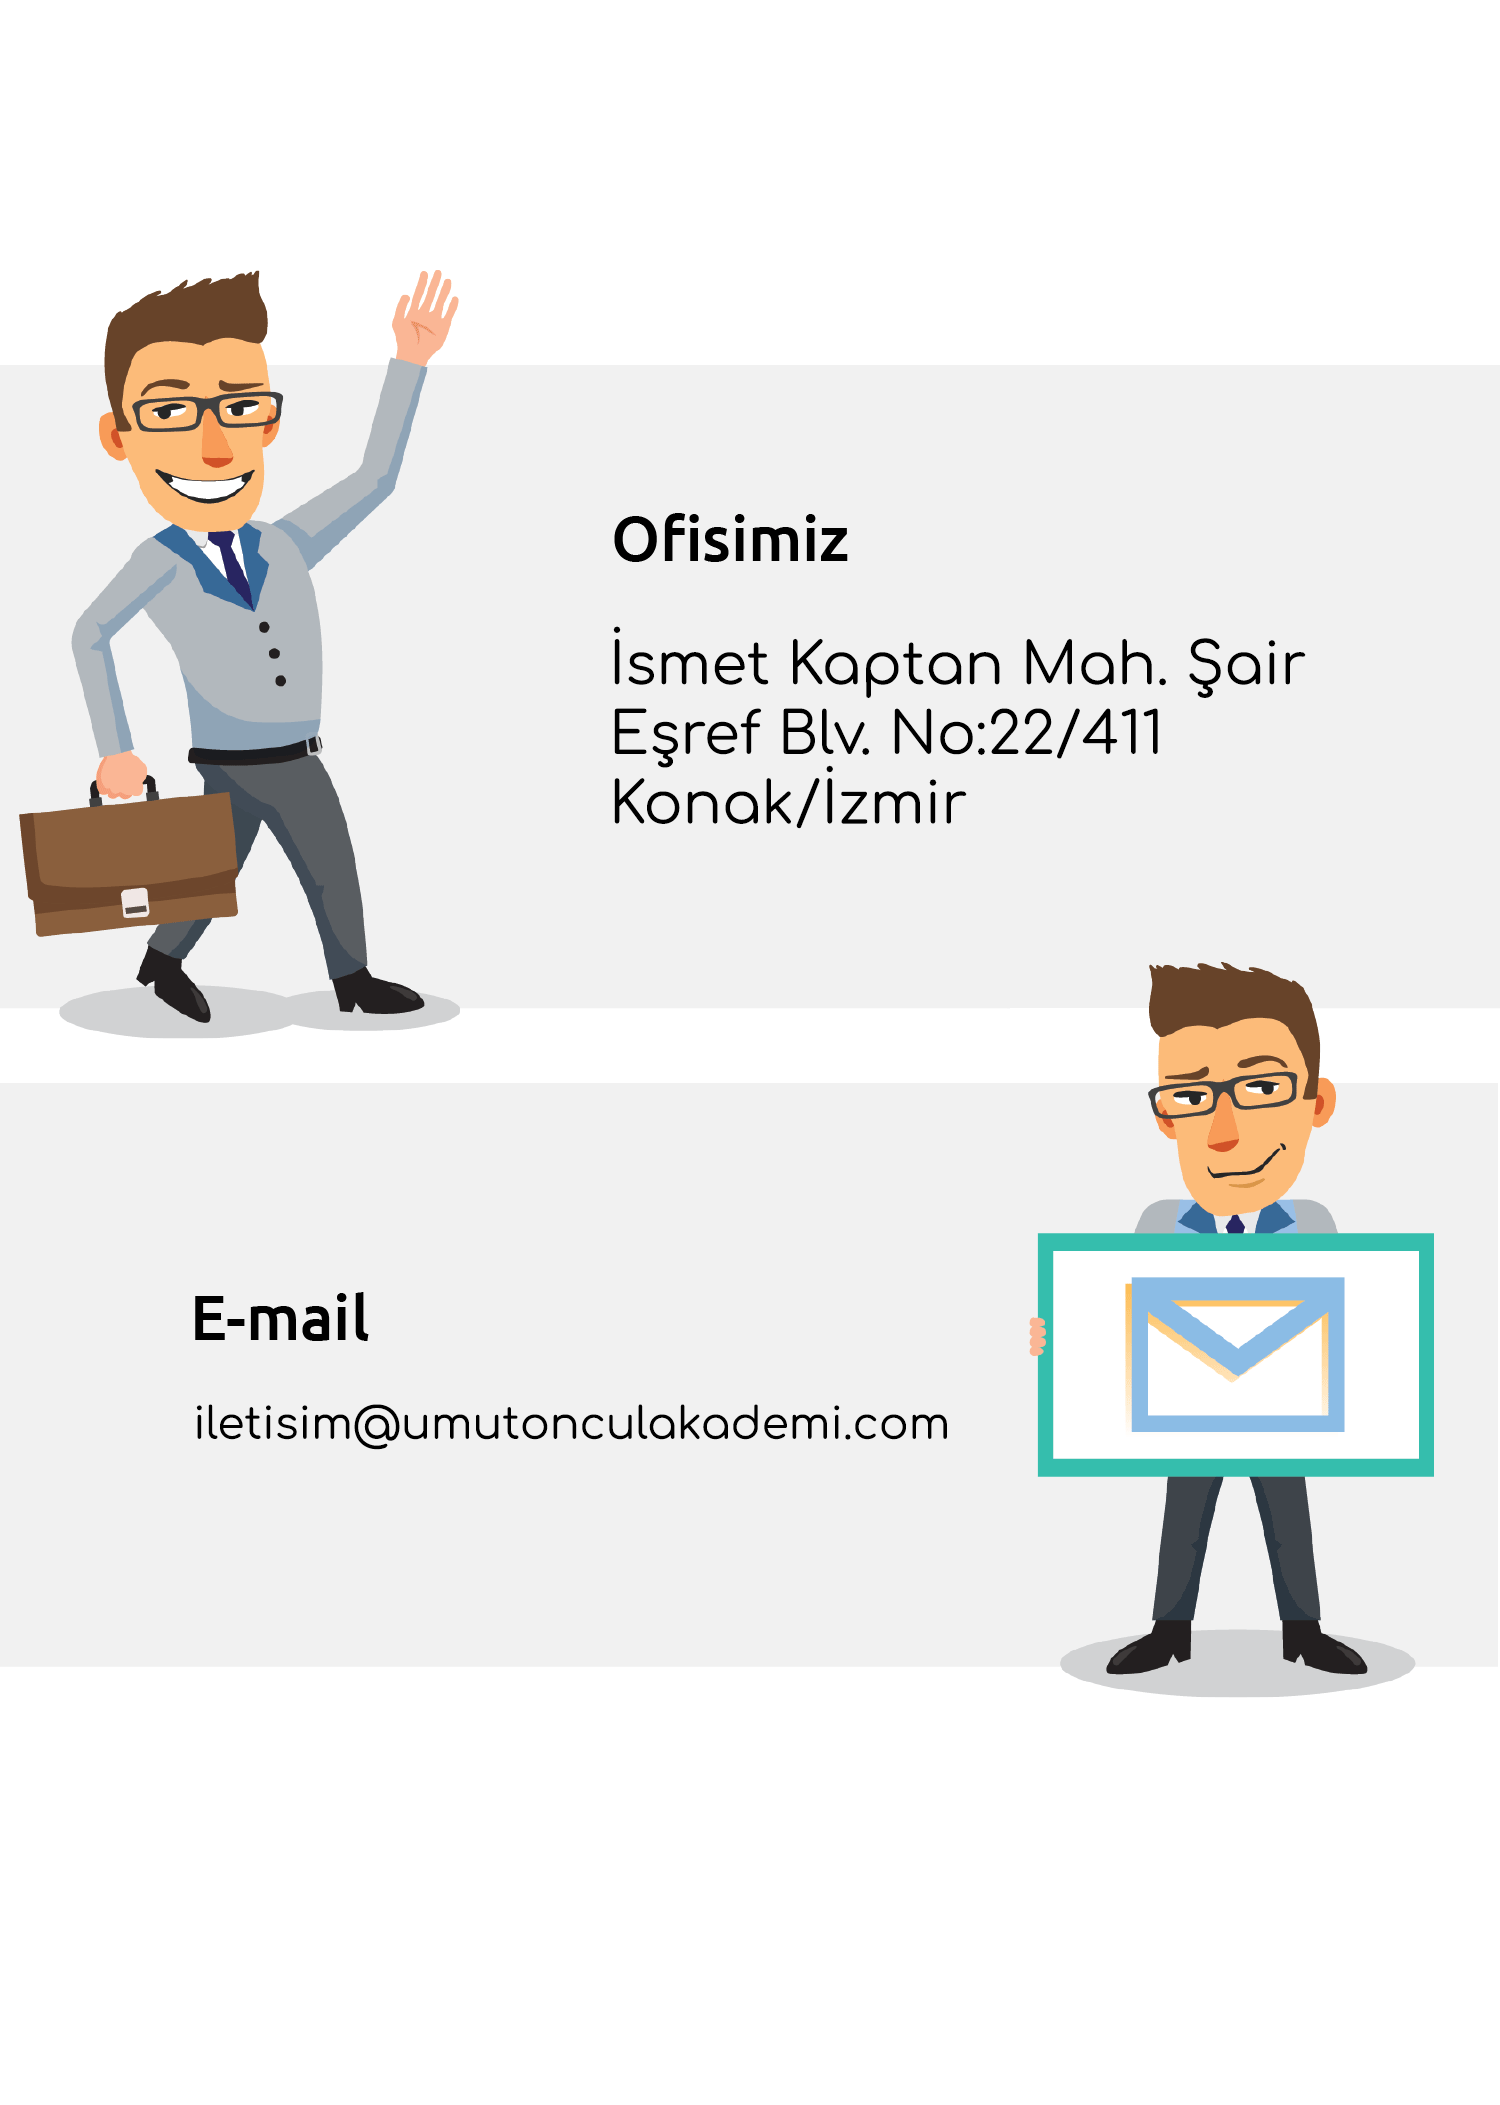 Ofisimiz
İsmet Kaptan Mah. Şair
Eşref Blv. No:22/411
Konak/İzmir
E-mail
iletisim@umutonculakademi.com